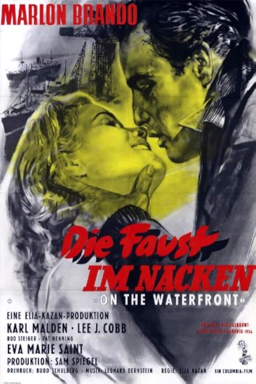 MARLON BRANDO
Die Faust
IM NACKEN
"ON THE WATERFRONT"
EINE ELIA-KAZAN-PRODUKTION
KARL MALDEN · LEE J. COBB
ROD STEIGER · PAT HENNING
EVA MARIE SAINT
PRODUKTION: SAM SPIEGEL
DREHBUCH: BUDD SCHULBERG · MUSIK: LEONARD BERNSTEIN · REGIE: ELIA KAZAN
EIN COLUMBIA-FILM